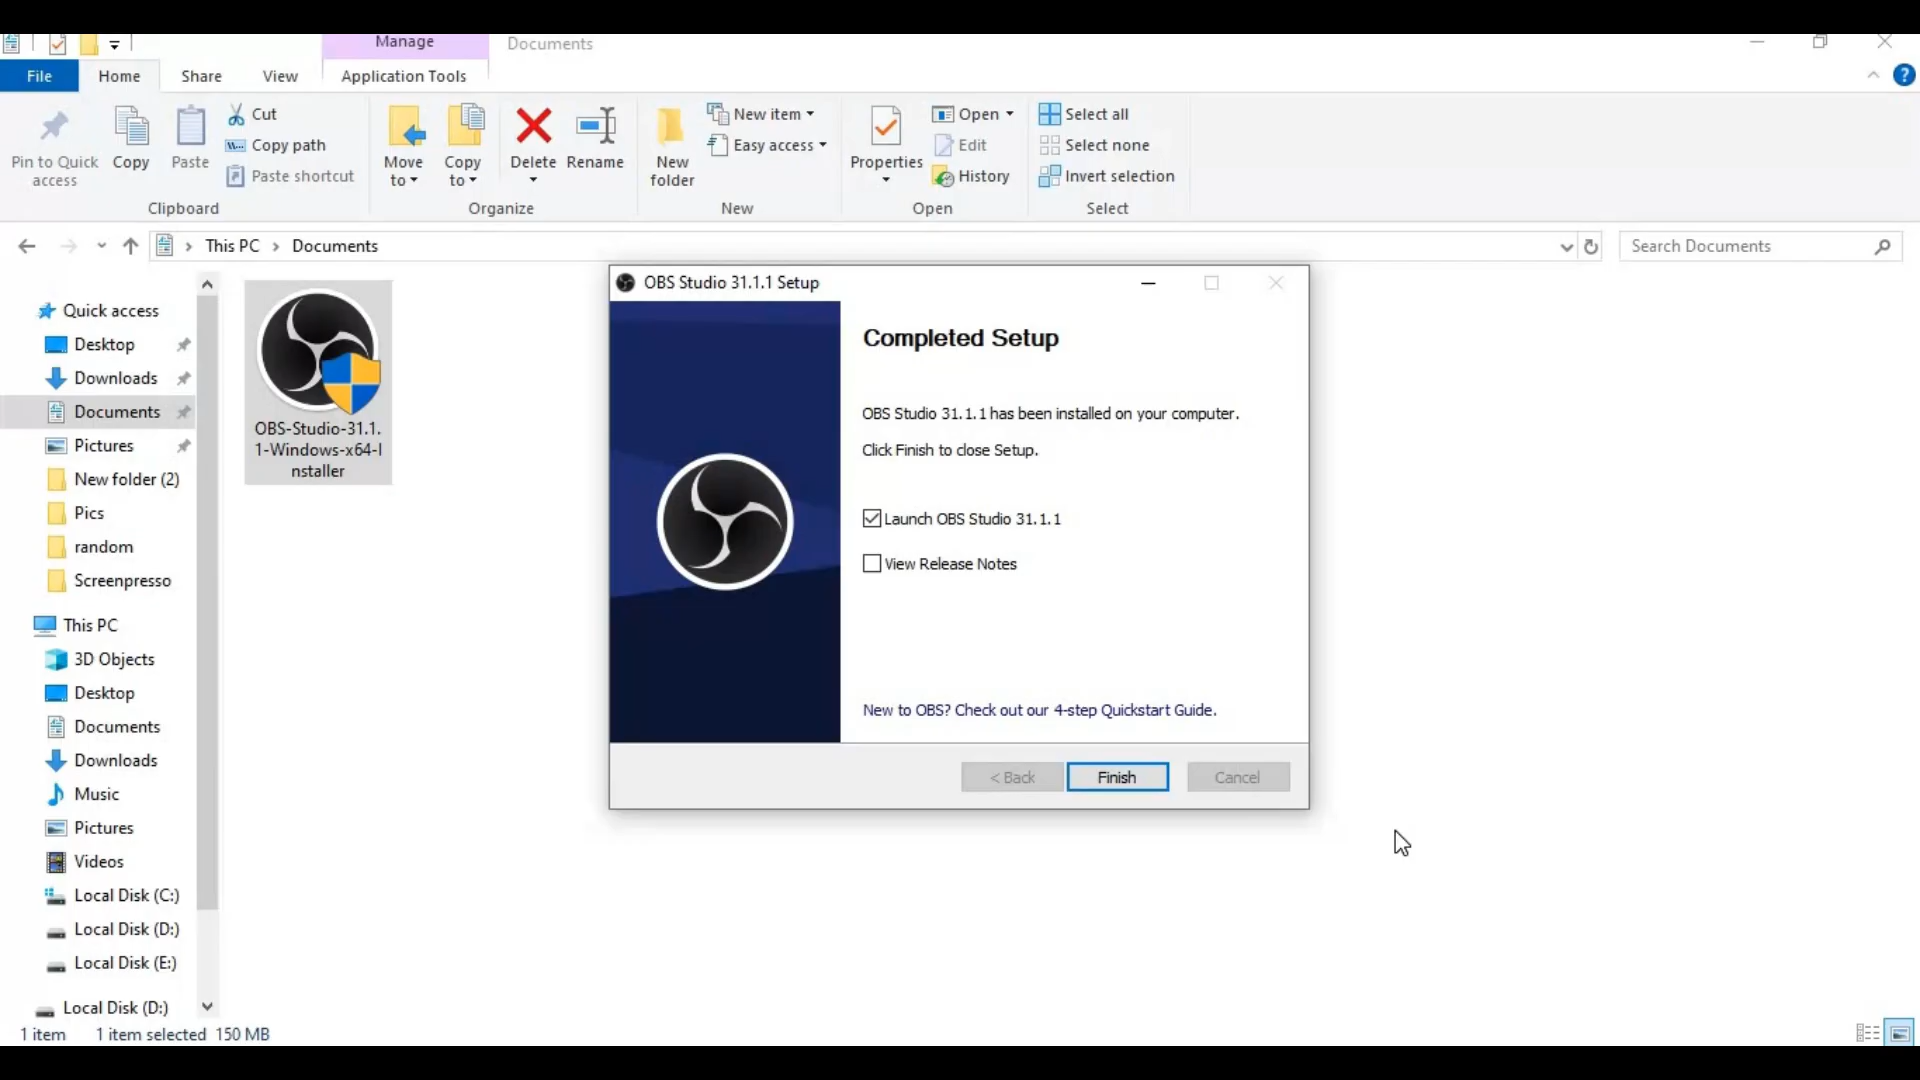 Manage
Documents
File
Home
Share
View
Application Tools
Pin to Quick
access
Copy
Paste
Cut
Copy path
Paste shortcut
Clipboard
Move
to
Copy
to
Delete
Rename
Organize
New
folder
New item
Easy access
New
Properties
Open
Edit
History
Open
Select all
Select none
Invert selection
Select
This PC
Documents
Search Documents
Quick access
Desktop
Downloads
Documents
Pictures
New folder (2)
Pics
random
Screenpresso
This PC
3D Objects
Desktop
Documents
Downloads
Music
Pictures
Videos
Local Disk (C:)
Local Disk (D:)
Local Disk (E:)
Local Disk (D:)
OBS-Studio-31.1.
1-Windows-x64-I
nstaller
OBS Studio 31.1.1 Setup
Completed Setup
OBS Studio 31.1.1 has been installed on your computer.
Click Finish to close Setup.
Launch OBS Studio 31.1.1
View Release Notes
New to OBS? Check out our 4-step Quickstart Guide.
< Back
Finish
Cancel
1 item
1 item selected 150 MB